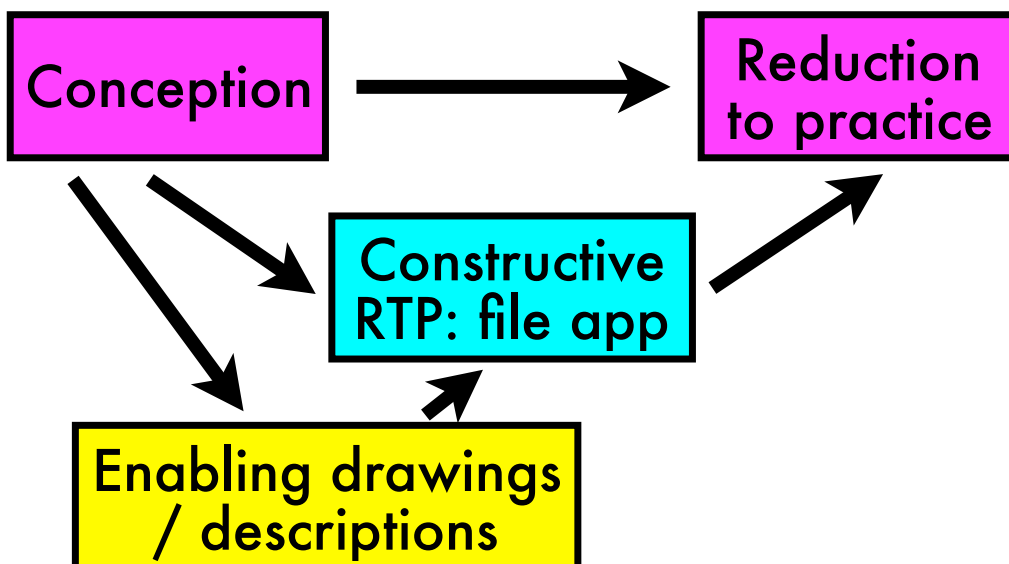 Conception
Reduction
to practice
Constructive
RTP: file app
Enabling drawings
/ descriptions